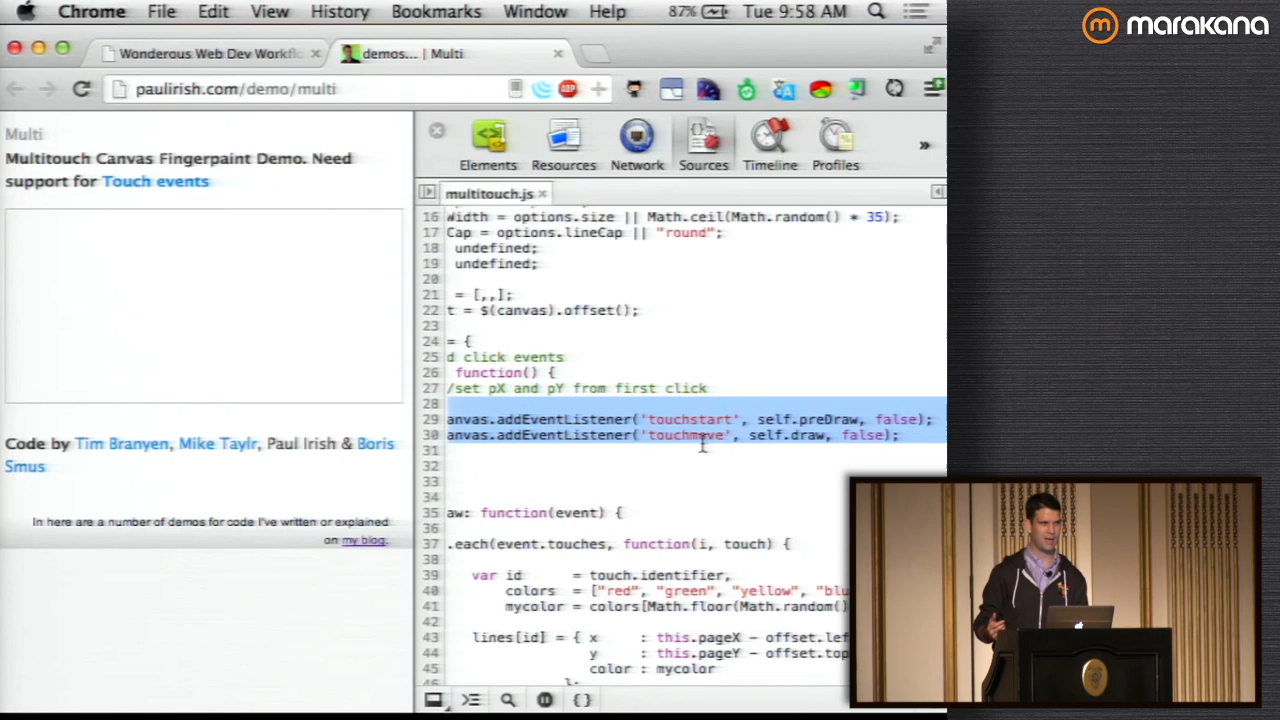 Chrome File Edit View History Bookmarks Window Help 87% Tue 9:58 AM
marakana
Wonderous Web Dev Workfl
demos... | Multi
paulirish.com/demo/multi
ABP
Multi
Multitouch Canvas Fingerpaint Demo. Need
support for Touch events
Code by Tim Branyen, Mike Taylr, Paul Irish & Boris
Smus
In here are a number of demos for code I've written or explained
on my blog.
Elements Resources Network Sources Timeline Profiles »
multitouch.js
16 Width = options.size || Math.ceil(Math.random() * 35);
17 Cap = options.lineCap || "round";
18 undefined;
19 undefined;
20
21 = [,,];
22 t = $(canvas).offset();
23
24 = {
25 d click events
26 function() {
27 /set pX and pY from first click
28
29 anvas.addEventListener('touchstart', self.preDraw, false);
30 anvas.addEventListener('touchmove', self.draw, false);
31
32
33
34
35 aw: function(event) {
36
37 .each(event.touches, function(i, touch) {
38
39 var id = touch.identifier,
40 colors = ["red", "green", "yellow", "blu
41 mycolor = colors[Math.floor(Math.random()
42
43 lines[id] = { x : this.pageX - offset.left
44 y : this.pageY - offset.top
45 color : mycolor
46 };
{ }